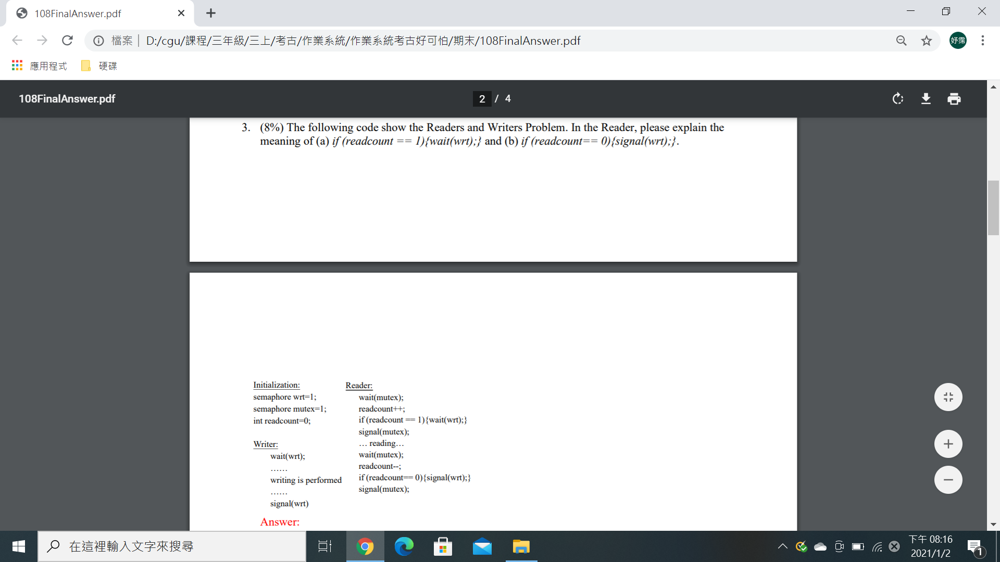 108FinalAnswer.pdf
檔案 D:/cgu/課程/三年級/三上/考古/作業系統/作業系統考古好可怕/期末/108FinalAnswer.pdf
妤霈
應用程式 硬碟
108FinalAnswer.pdf
2 / 4
3. (8%) The following code show the Readers and Writers Problem. In the Reader, please explain the
meaning of (a) if (readcount == 1){wait(wrt);} and (b) if (readcount== 0){signal(wrt);}.
Initialization:
semaphore wrt=1;
semaphore mutex=1;
int readcount=0;
Writer:
wait(wrt);
......
writing is performed
......
signal(wrt)
Reader:
wait(mutex);
readcount++;
if (readcount == 1){wait(wrt);}
signal(mutex);
... reading...
wait(mutex);
readcount--;
if (readcount== 0){signal(wrt);}
signal(mutex);
Answer:
在這裡輸入文字來搜尋
下午 08:16
2021/1/2
1